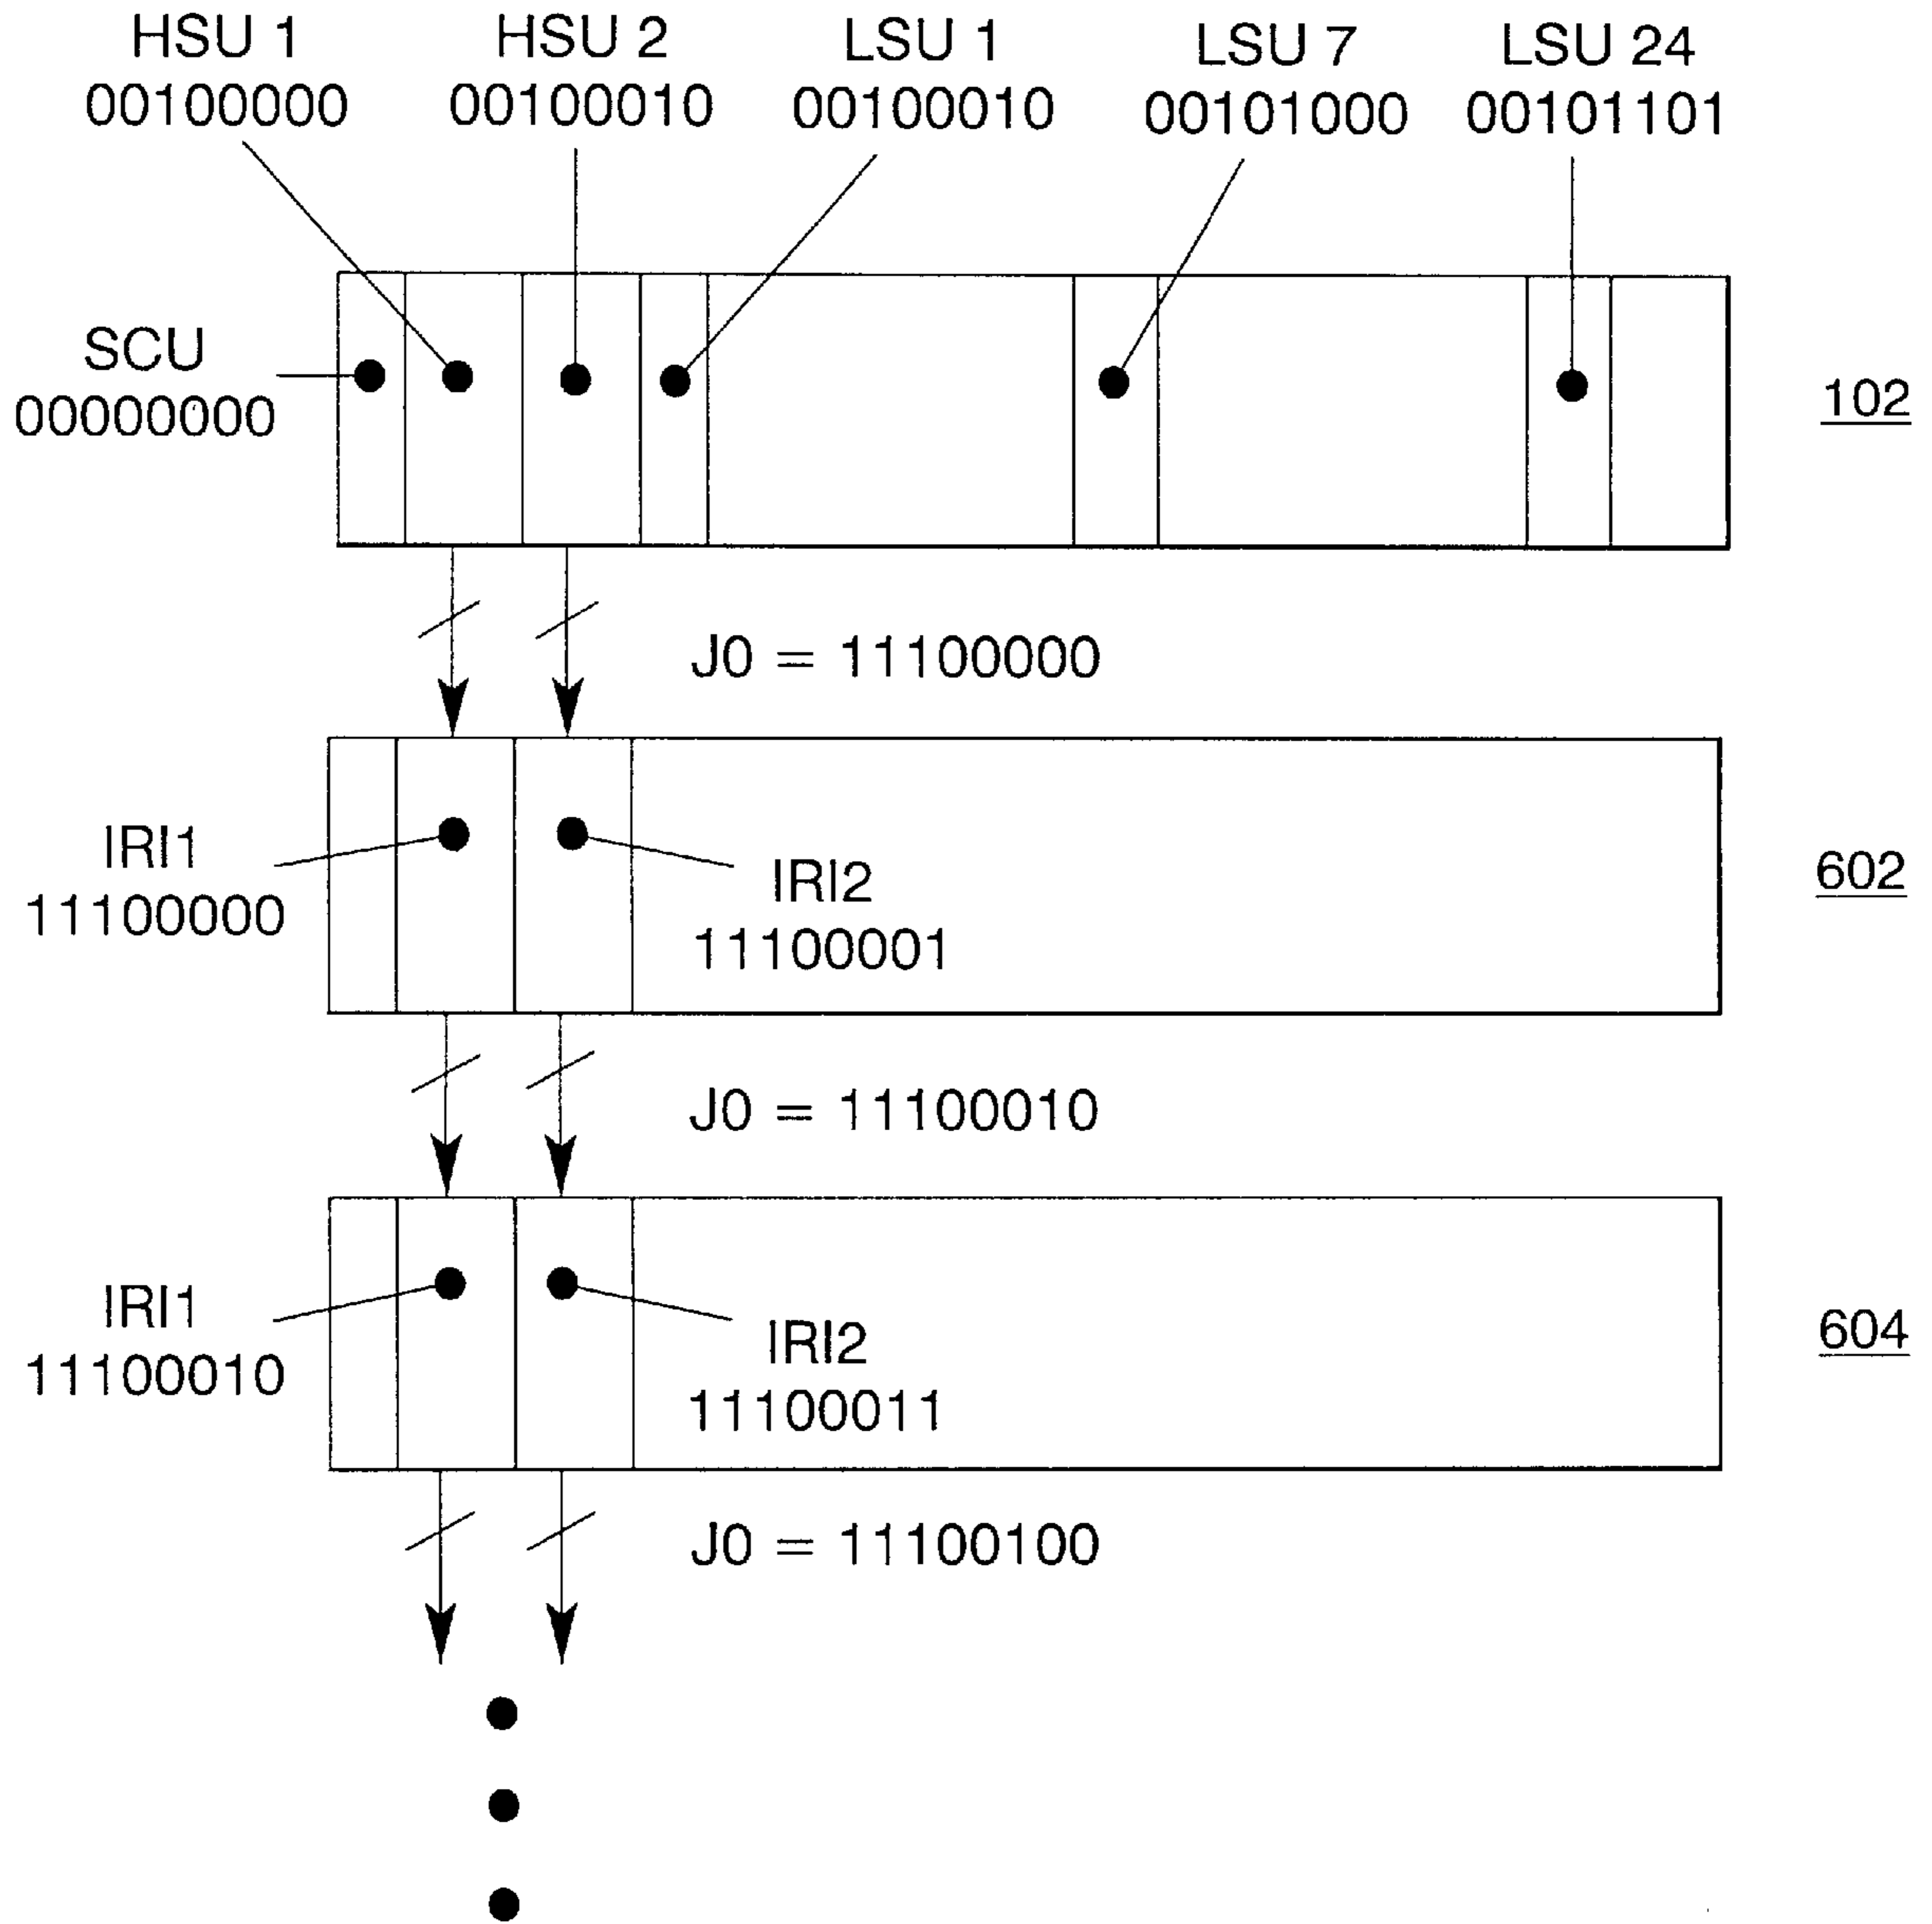 HSU 1
00100000
HSU 2
00100010
LSU 1
00100010
LSU 7
00101000
LSU 24
00101101
SCU
00000000
102
J0 = 11100000
IRI1
11100000
IRI2
11100001
602
J0 = 11100010
IRI1
11100010
IRI2
11100011
604
J0 = 11100100